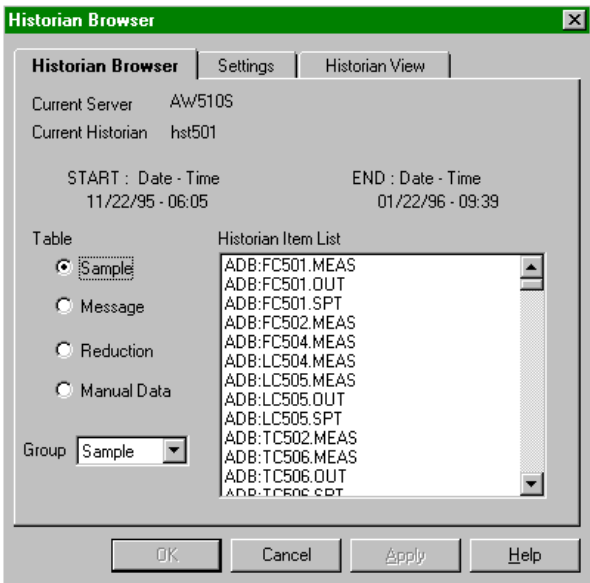 Historian Browser
Historian Browser Settings Historian View
Current Server AW510S
Current Historian hst501
START : Date - Time END : Date - Time
11/22/95 - 06:05 01/22/96 - 09:39
Table Historian Item List
Sample
Message
Reduction
Manual Data
Group Sample
ADB:FC501.MEAS
ADB:FC501.OUT
ADB:FC501.SPT
ADB:FC502.MEAS
ADB:FC504.MEAS
ADB:LC504.MEAS
ADB:LC505.MEAS
ADB:LC505.OUT
ADB:LC505.SPT
ADB:TC502.MEAS
ADB:TC506.MEAS
ADB:TC506.OUT
ADB:TC506.SPT
OK Cancel Apply Help